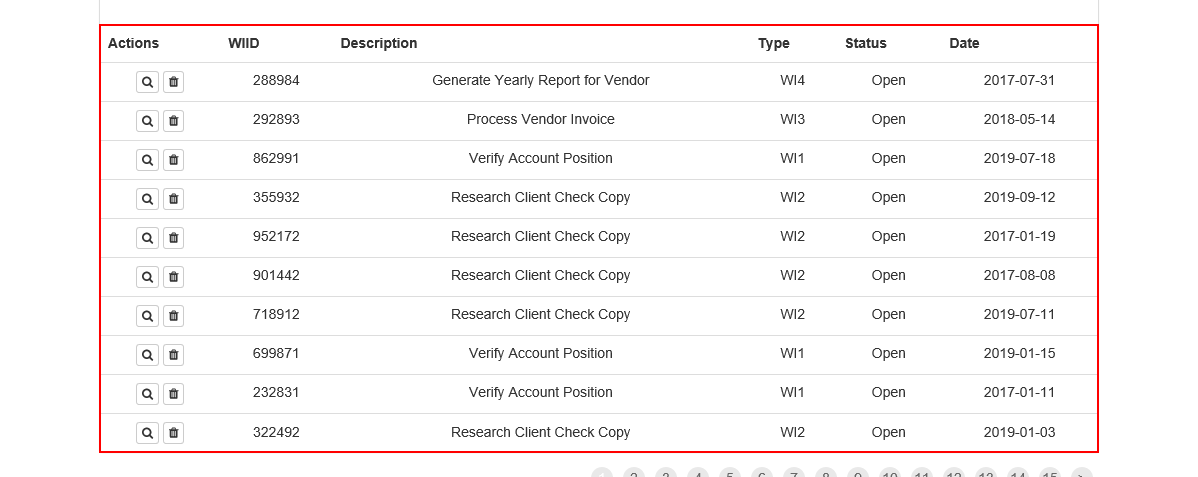 Actions WIID Description Type Status Date
288984 Generate Yearly Report for Vendor WI4 Open 2017-07-31
292893 Process Vendor Invoice WI3 Open 2018-05-14
862991 Verify Account Position WI1 Open 2019-07-18
355932 Research Client Check Copy WI2 Open 2019-09-12
952172 Research Client Check Copy WI2 Open 2017-01-19
901442 Research Client Check Copy WI2 Open 2017-08-08
718912 Research Client Check Copy WI2 Open 2019-07-11
699871 Verify Account Position WI1 Open 2019-01-15
232831 Verify Account Position WI1 Open 2017-01-11
322492 Research Client Check Copy WI2 Open 2019-01-03
2 3 4 5 6 7 8 9 10 11 12 13 14 15 >